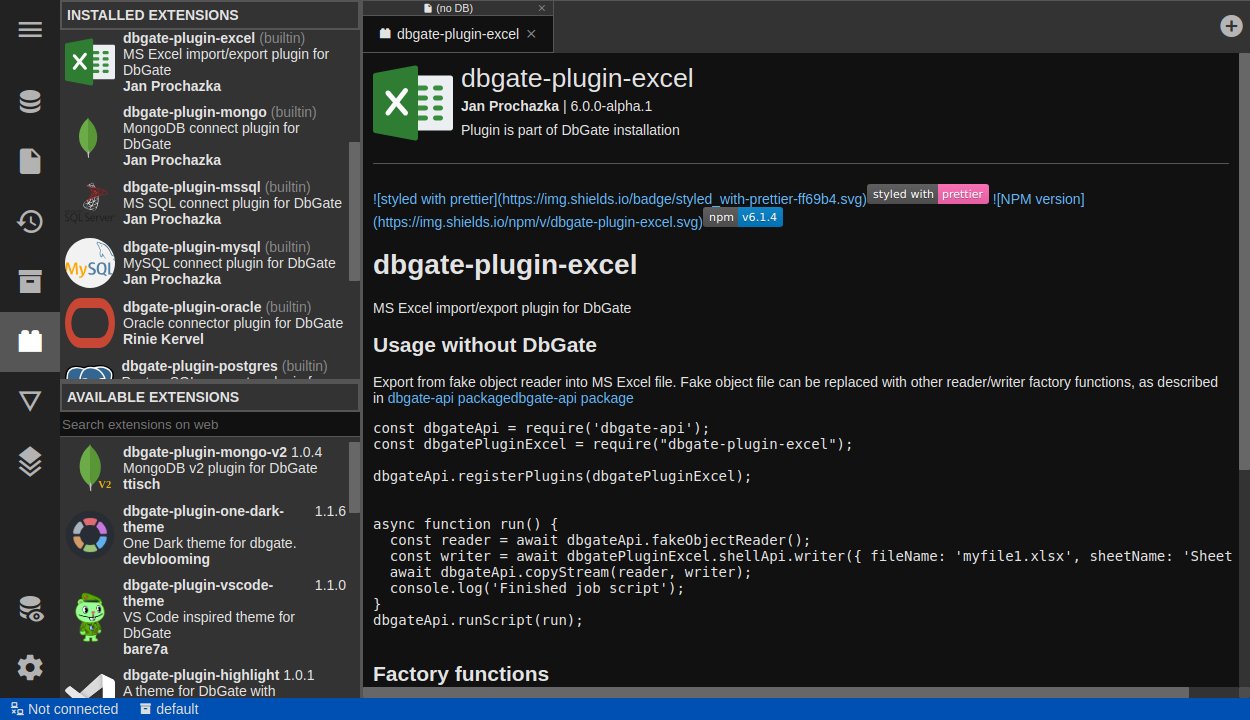 INSTALLED EXTENSIONS
dbgate-plugin-excel (builtin)
MS Excel import/export plugin for
DbGate
Jan Prochazka
dbgate-plugin-mongo (builtin)
MongoDB connect plugin for
DbGate
Jan Prochazka
dbgate-plugin-mssql (builtin)
MS SQL connect plugin for DbGate
Jan Prochazka
SQL Server
dbgate-plugin-mysql (builtin)
MySQL connect plugin for DbGate
Jan Prochazka
MySQL
dbgate-plugin-oracle (builtin)
Oracle connector plugin for DbGate
Rinie Kervel
dbgate-plugin-postgres (builtin)
AVAILABLE EXTENSIONS
Search extensions on web
dbgate-plugin-mongo-v2 1.0.4
MongoDB v2 plugin for DbGate
ttisch
V2
dbgate-plugin-one-dark-theme 1.1.6
One Dark theme for dbgate.
devblooming
dbgate-plugin-vscode-theme 1.1.0
VS Code inspired theme for
DbGate
bare7a
dbgate-plugin-highlight 1.0.1
A theme for DbGate with
(no DB)
dbgate-plugin-excel
X
dbgate-plugin-excel
Jan Prochazka | 6.0.0-alpha.1
Plugin is part of DbGate installation
![styled with prettier](https://img.shields.io/badge/styled_with-prettier-ff69b4.svg) styled with prettier ![NPM version]
(https://img.shields.io/npm/v/dbgate-plugin-excel.svg) npm v6.1.4
dbgate-plugin-excel
MS Excel import/export plugin for DbGate
Usage without DbGate
Export from fake object reader into MS Excel file. Fake object file can be replaced with other reader/writer factory functions, as described
in dbgate-api packagedbgate-api package
const dbgateApi = require('dbgate-api');
const dbgatePluginExcel = require("dbgate-plugin-excel");
dbgateApi.registerPlugins(dbgatePluginExcel);
async function run() {
const reader = await dbgateApi.fakeObjectReader();
const writer = await dbgatePluginExcel.shellApi.writer({ fileName: 'myfile1.xlsx', sheetName: 'Sheet
await dbgateApi.copyStream(reader, writer);
console.log('Finished job script');
}
dbgateApi.runScript(run);
Factory functions
Not connected
default